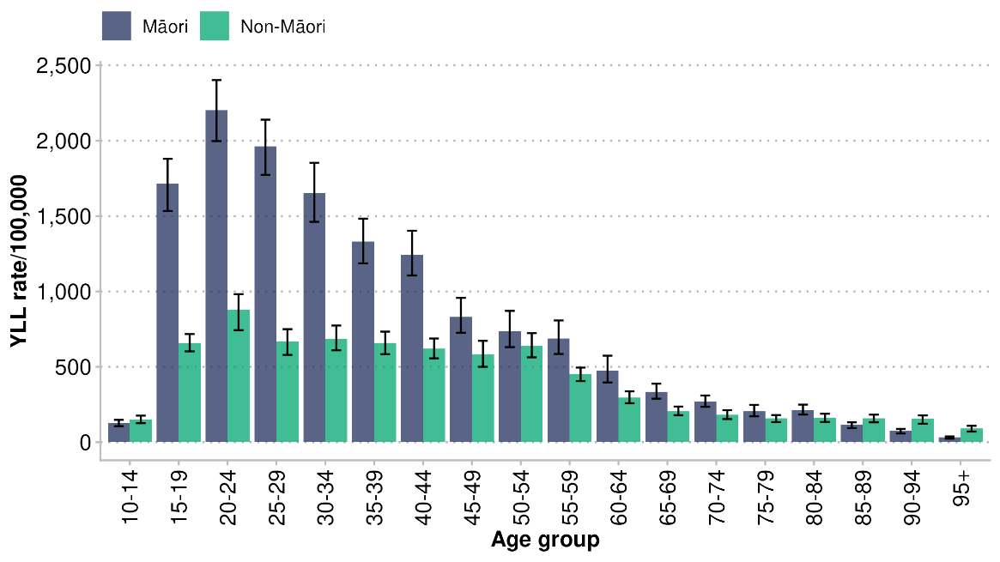 Māori Non-Māori
YLL rate/100,000
2,500
2,000
1,500
1,000
500
0
10-14 15-19 20-24 25-29 30-34 35-39 40-44 45-49 50-54 55-59 60-64 65-69 70-74 75-79 80-84 85-89 90-94 95+
Age group